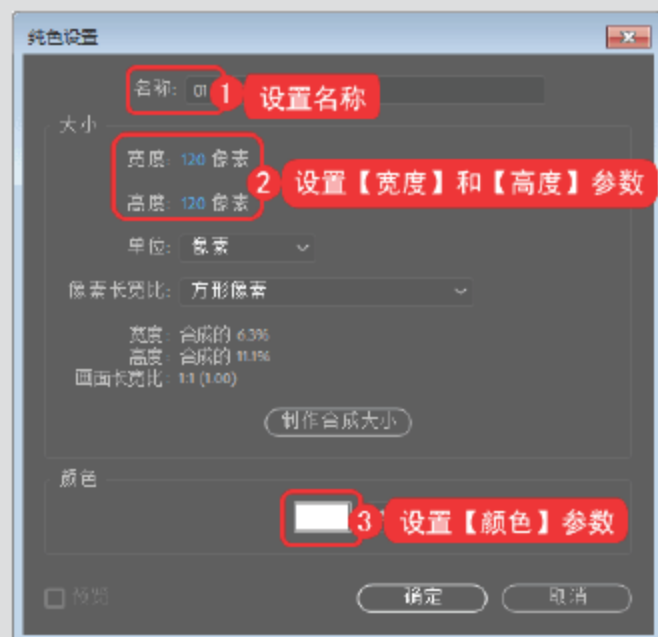 纯色设置
名称: 01 1 设置名称
大小
宽度: 120 像素
2 设置【宽度】和【高度】参数
高度: 120 像素
单位: 像素
像素长宽比: 方形像素
宽度: 合成的 6.3%
高度: 合成的 11.1%
画面长宽比: 1:1 (1.00)
制作合成大小
颜色
3 设置【颜色】参数
预览 确定 取消